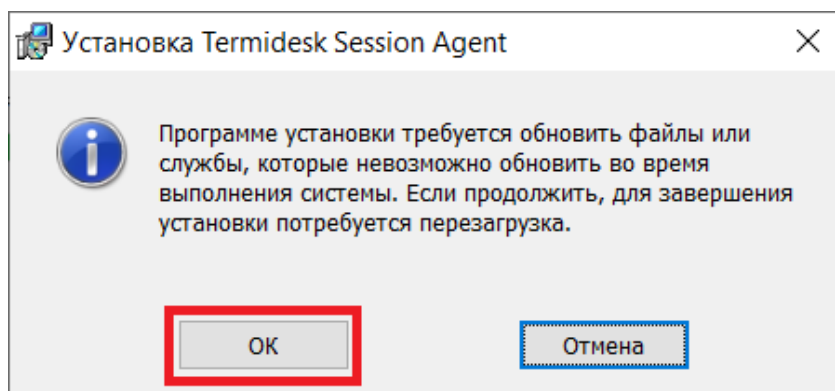 Установка Termidesk Session Agent
Программе установки требуется обновить файлы или
службы, которые невозможно обновить во время
выполнения системы. Если продолжить, для завершения
установки потребуется перезагрузка.
ОК
Отмена